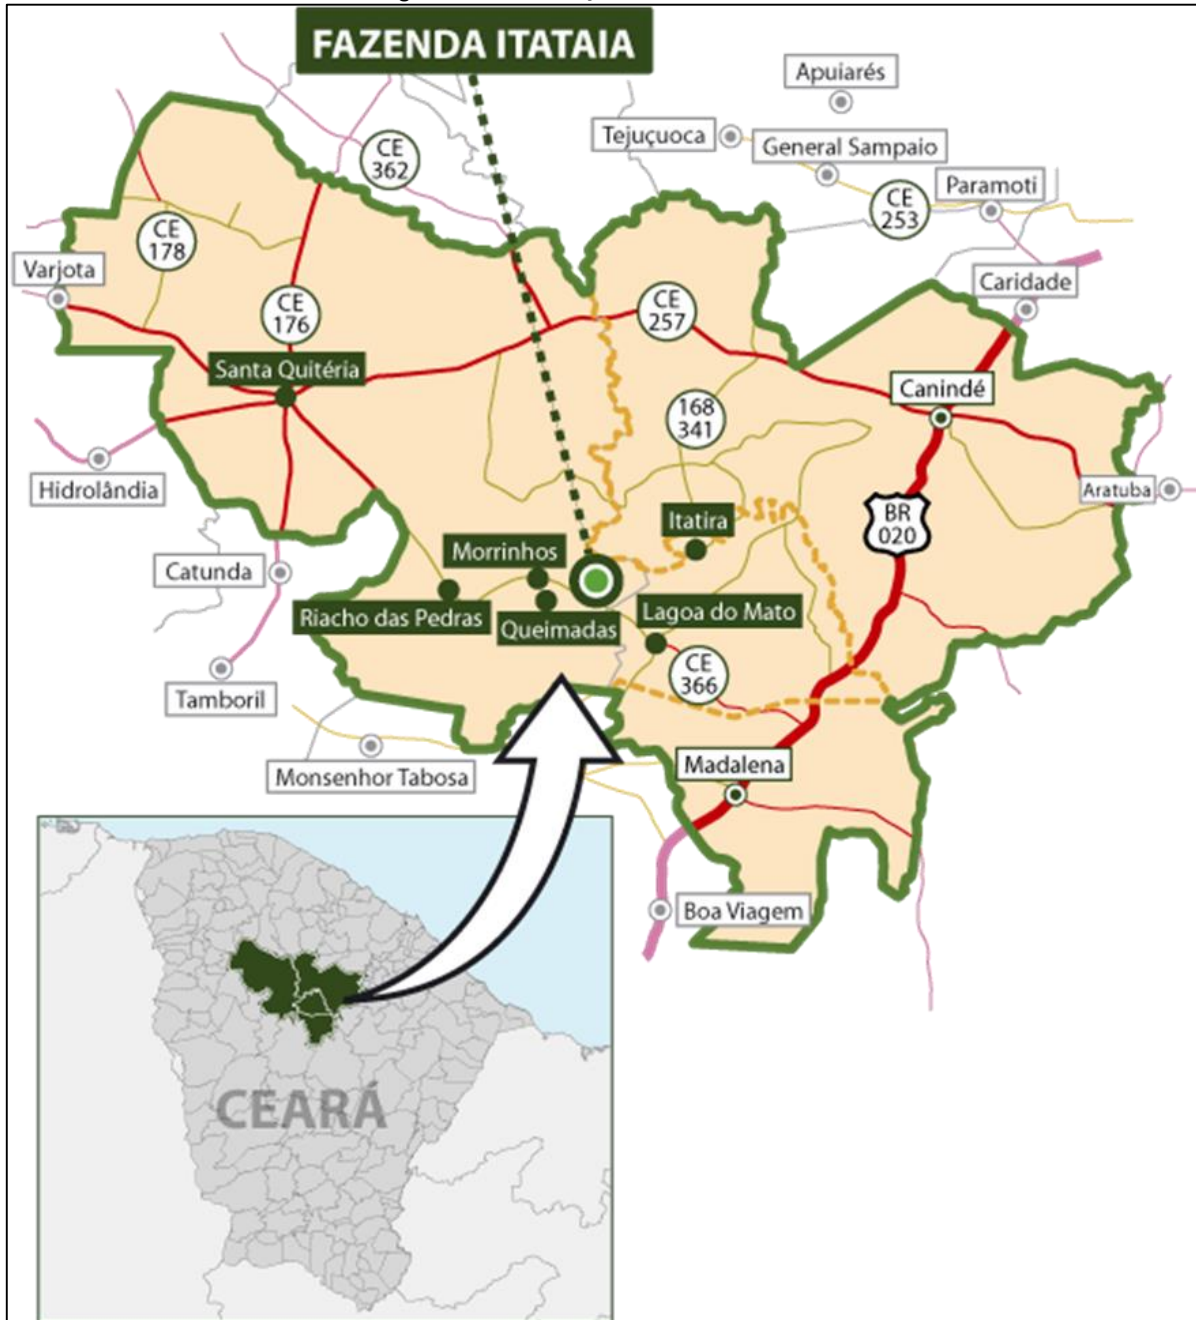 FAZENDA ITATAIA
Apuiarés
Tejuçuoca
General Sampaio
CE
362
Paramoti
CE
253
CE
178
Varjota
Caridade
CE
176
CE
257
Santa Quitéria
Canindé
168
341
Hidrolândia
Aratuba
Itatira
BR
020
Morrinhos
Catunda
Riacho das Pedras
Queimadas
Lagoa do Mato
CE
366
Tamboril
Monsenhor Tabosa
Madalena
Boa Viagem
CEARÁ